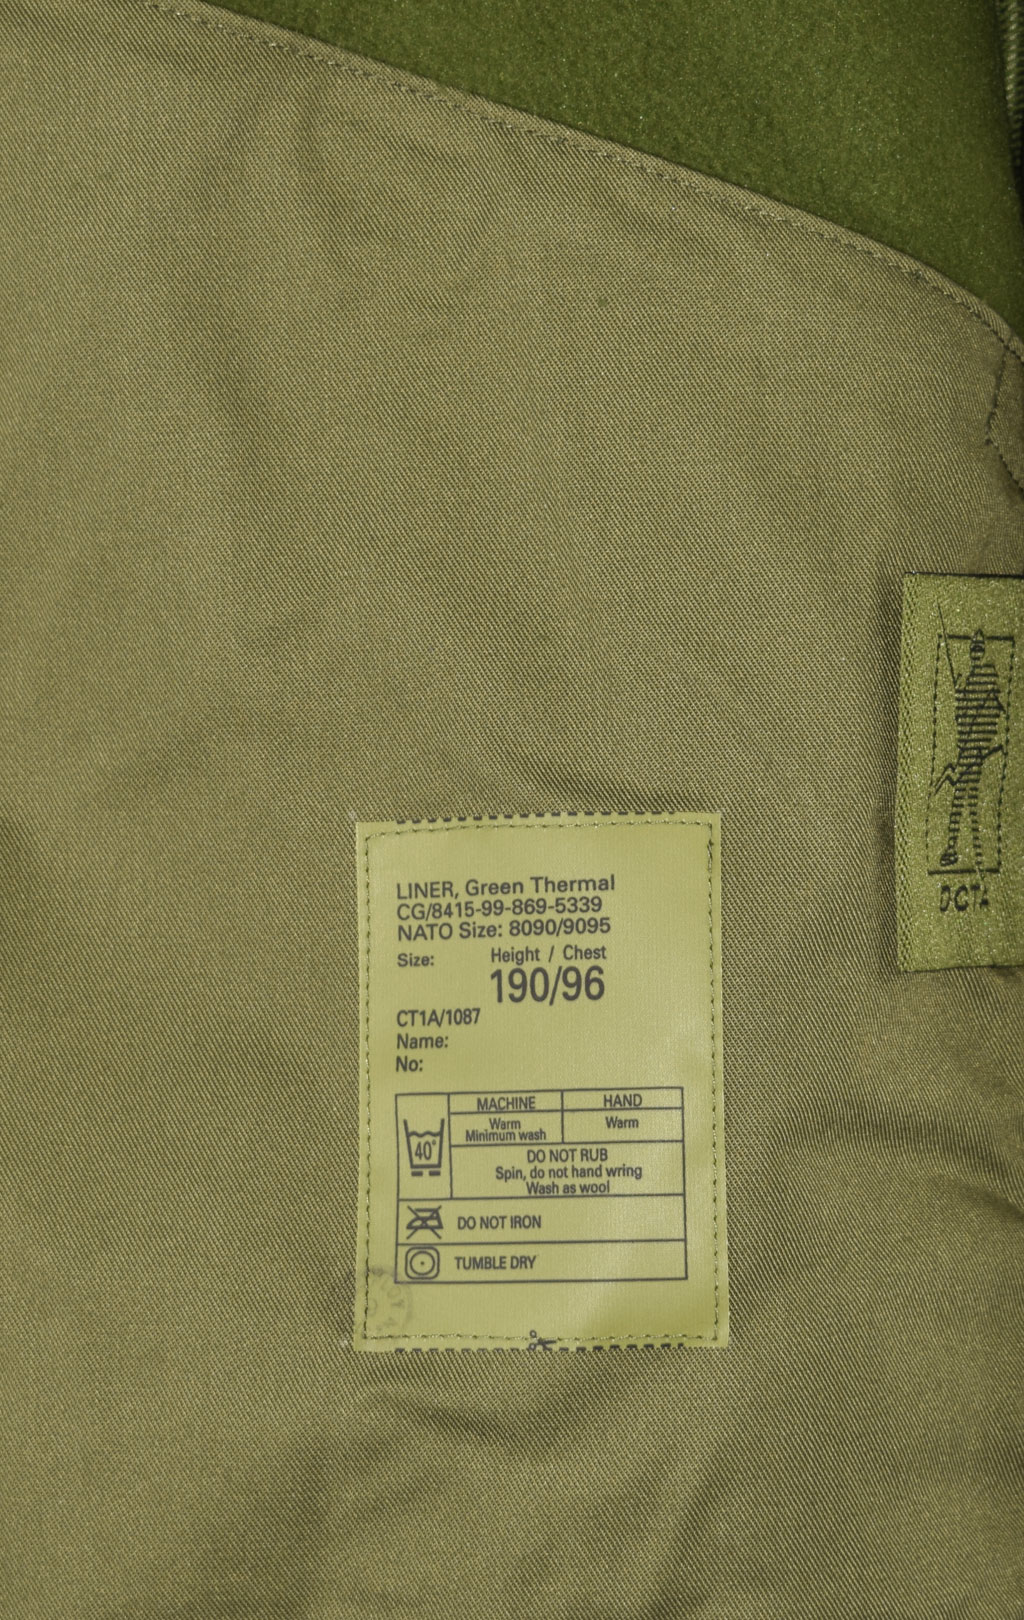 LINER, Green Thermal
CG/8415-99-869-5339
NATO Size: 8090/9095
Size: Height / Chest
190/96
CT1A/1087
Name:
No:
MACHINE HAND
40°
Warm
Minimum wash
Warm
DO NOT RUB
Spin, do not hand wring
Wash as wool
DO NOT IRON
TUMBLE DRY
DCTA